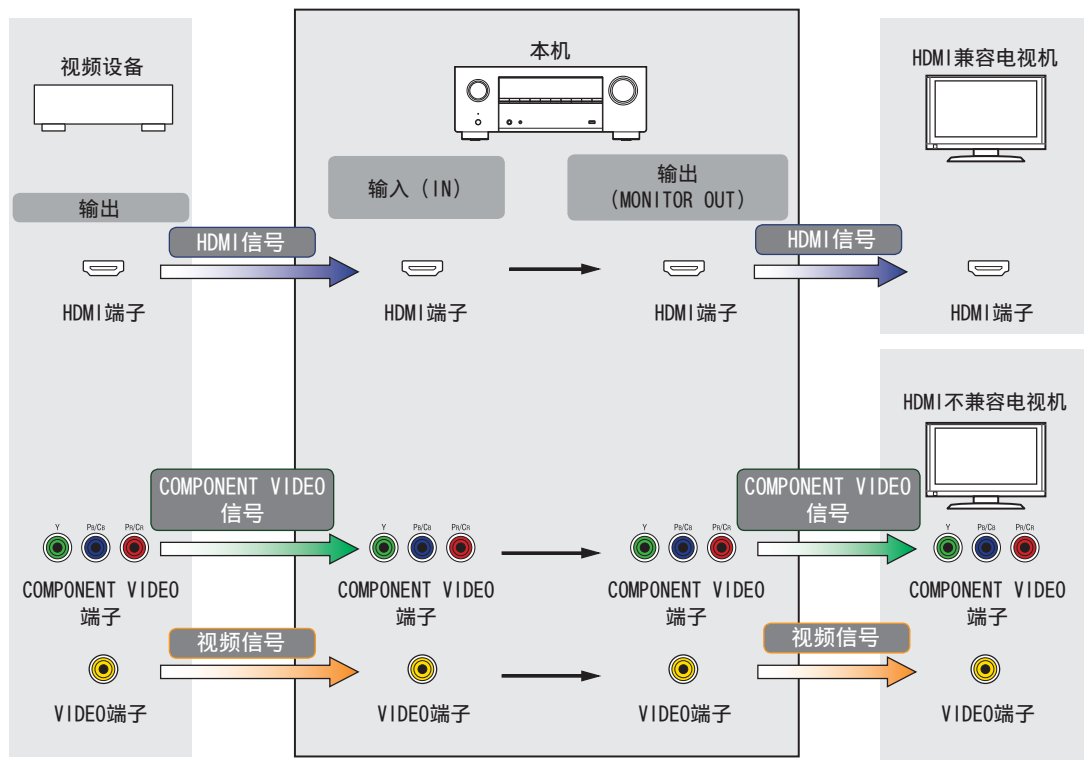 视频设备
本机
HDMI兼容电视机
输出
输入（IN）
输出
（MONITOR OUT）
HDMI信号
HDMI信号
HDMI端子
HDMI端子
HDMI端子
HDMI端子
HDMI不兼容电视机
COMPONENT VIDEO
信号
COMPONENT VIDEO
信号
Y PB/CB PR/CR
Y PB/CB PR/CR
Y PB/CB PR/CR
Y PB/CB PR/CR
COMPONENT VIDEO
端子
COMPONENT VIDEO
端子
COMPONENT VIDEO
端子
COMPONENT VIDEO
端子
视频信号
视频信号
VIDEO端子
VIDEO端子
VIDEO端子
VIDEO端子